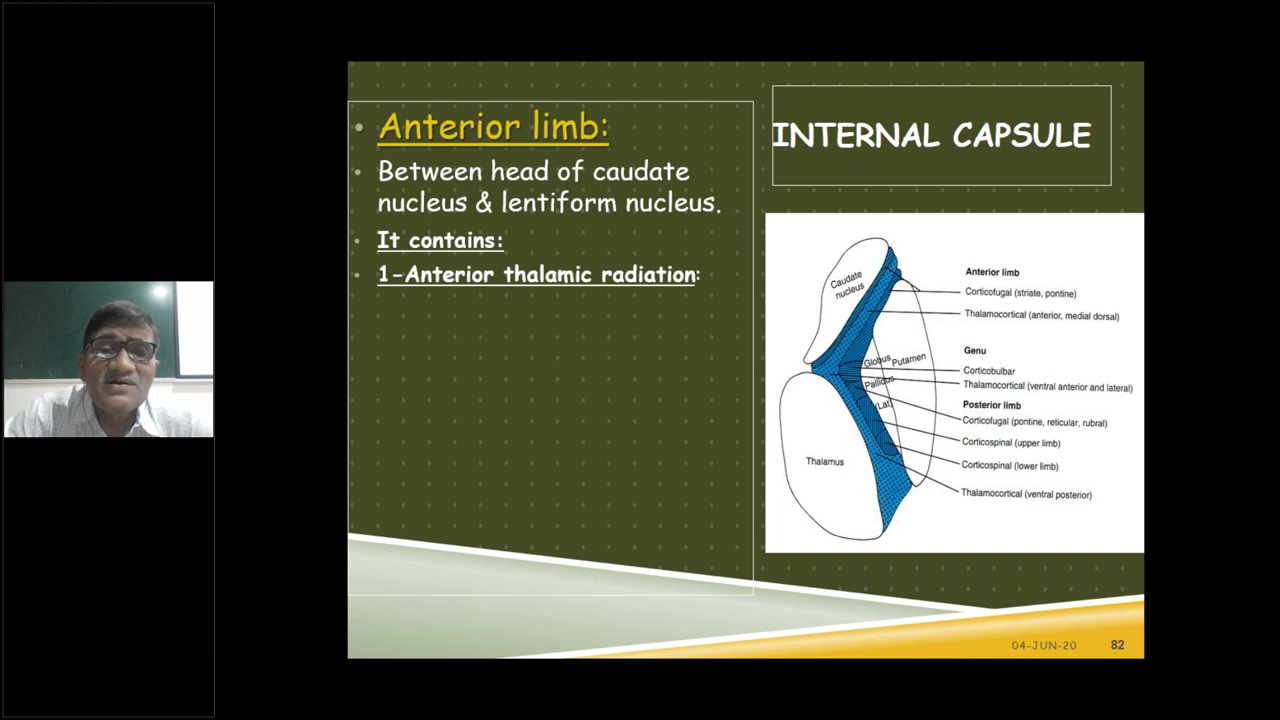 Anterior limb:
Between head of caudate
nucleus & lentiform nucleus.
It contains:
1-Anterior thalamic radiation:
INTERNAL CAPSULE
Caudate
nucleus
Globus
Putamen
Pallidus
(Lat)
Thalamus
Anterior limb
Corticofugal (striate, pontine)
Thalamocortical (anterior, medial dorsal)
Genu
Corticobulbar
Thalamocortical (ventral anterior and lateral)
Posterior limb
Corticofugal (pontine, reticular, rubral)
Corticospinal (upper limb)
Corticospinal (lower limb)
Thalamocortical (ventral posterior)
04-JUN-20
82